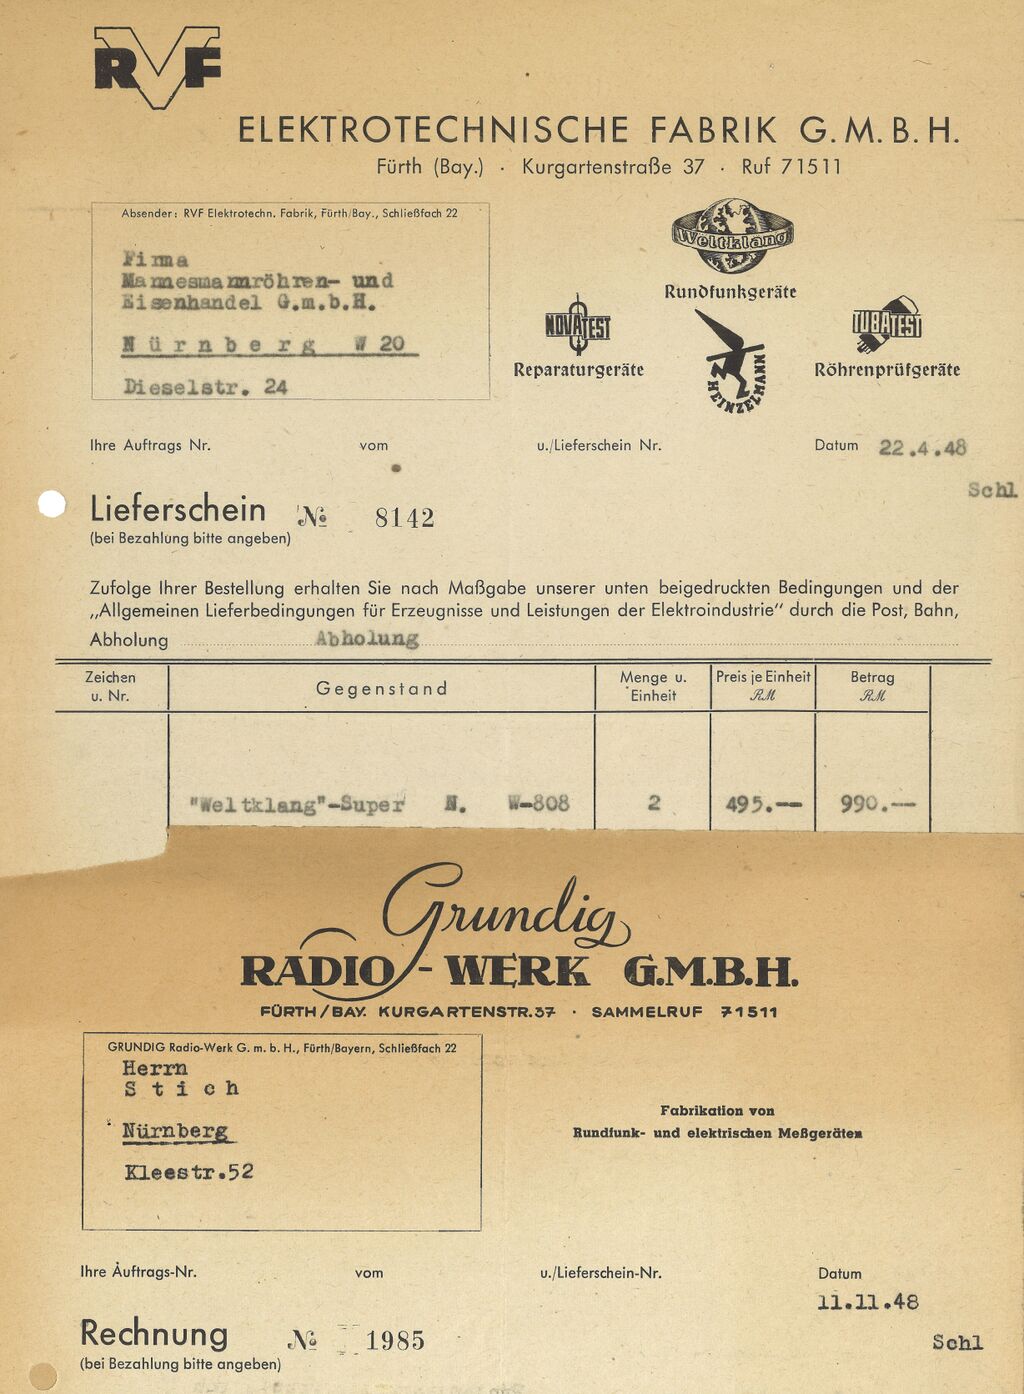 RVF
ELEKTROTECHNISCHE FABRIK G.M.B.H.
Fürth (Bay.) · Kurgartenstraße 37 · Ruf 71511
Absender: RVF Elektrotechn. Fabrik, Fürth/Bay., Schließfach 22
Firma
Mannesmannröhren- und
Eisenhandel G.m.b.H.
Nürnberg W 20
Dieselstr. 24
Weltklang
Rundfunkgeräte
NOVATEST
Reparaturgeräte
HEINZELMANN
TUBATEST
Röhrenprüfgeräte
Ihre Auftrags Nr. vom u./Lieferschein Nr. Datum 22.4.48
Schl
Lieferschein № 8142
(bei Bezahlung bitte angeben)
Zufolge Ihrer Bestellung erhalten Sie nach Maßgabe unserer unten beigedruckten Bedingungen und der
„Allgemeinen Lieferbedingungen für Erzeugnisse und Leistungen der Elektroindustrie" durch die Post, Bahn,
Abholung Abholung
Zeichen u. Nr. Gegenstand Menge u. Einheit Preis je Einheit RM Betrag RM
"Weltklang"-Super N. W-808 2 495.-- 990.--
Grundig
RADIO-WERK G.M.B.H.
FÜRTH/BAY. KURGARTENSTR.37 · SAMMELRUF 71511
GRUNDIG Radio-Werk G. m. b. H., Fürth/Bayern, Schließfach 22
Herrn
Stich
Nürnberg
Kleestr.52
Fabrikation von
Rundfunk- und elektrischen Meßgeräten
Ihre Auftrags-Nr. vom u./Lieferschein-Nr. Datum
11.11.48
Rechnung № 1985
Schl
(bei Bezahlung bitte angeben)